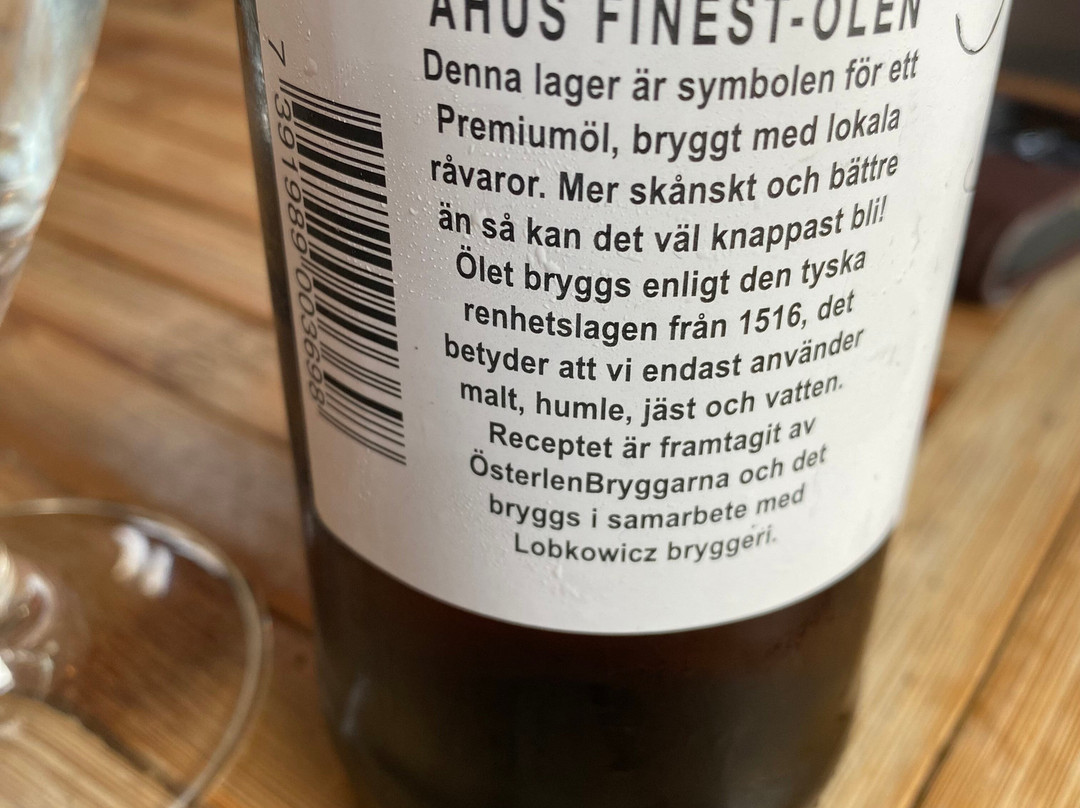 ÅHUS FINEST-ÖLEN
Denna lager är symbolen för ett
Premiumöl, bryggt med lokala
råvaror. Mer skånskt och bättre
än så kan det väl knappast bli!
Ölet bryggs enligt den tyska
renhetslagen från 1516, det
betyder att vi endast använder
malt, humle, jäst och vatten.
Receptet är framtagit av
ÖsterlenBryggarna och det
bryggs i samarbete med
Lobkowicz bryggeri.
7 391989 003698